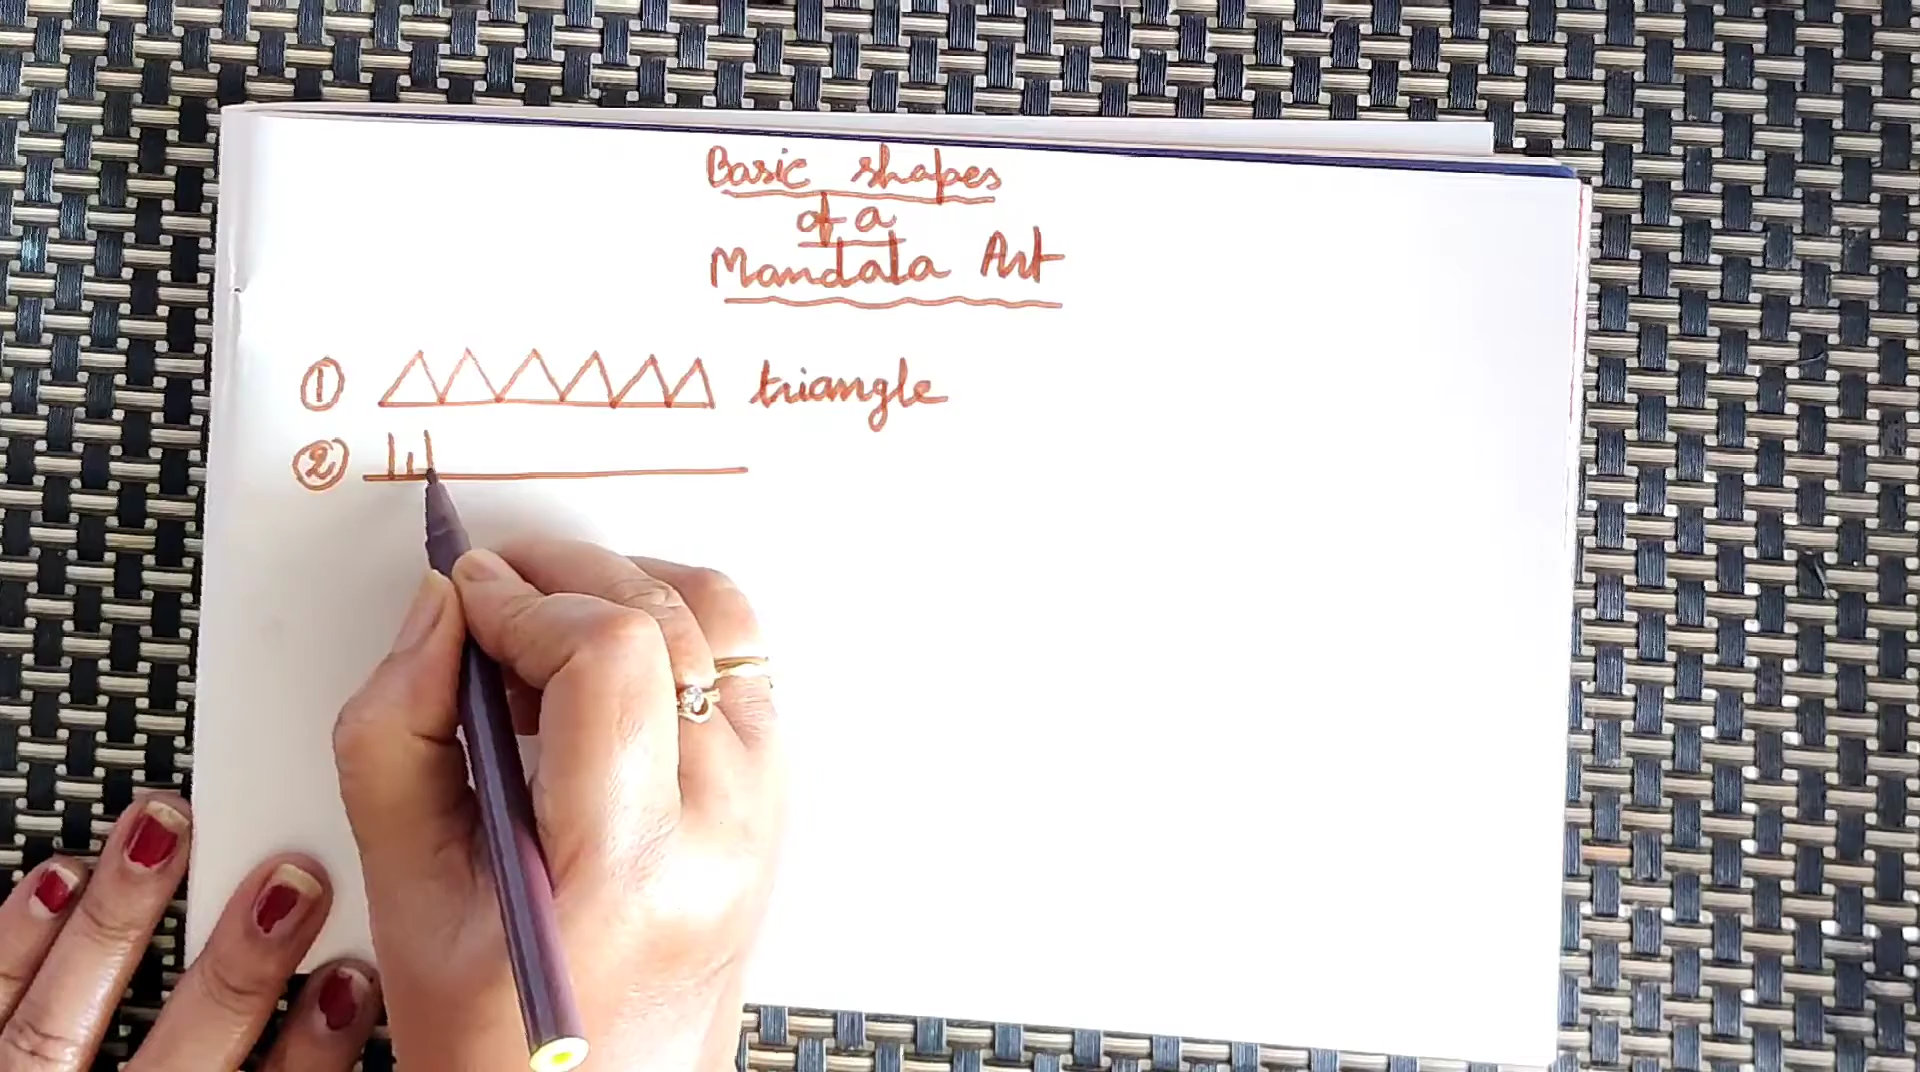 Basic shapes
of a
Mandala Art
① triangle
②